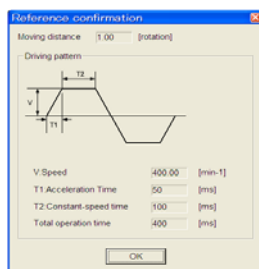 Reference confirmation
Moving distance 1.00 [rotation]
Driving pattern
T2
V
T1
V:Speed 400.00 [min-1]
T1:Acceleration Time 50 [ms]
T2:Constant-speed time 100 [ms]
Total operation time 400 [ms]
OK